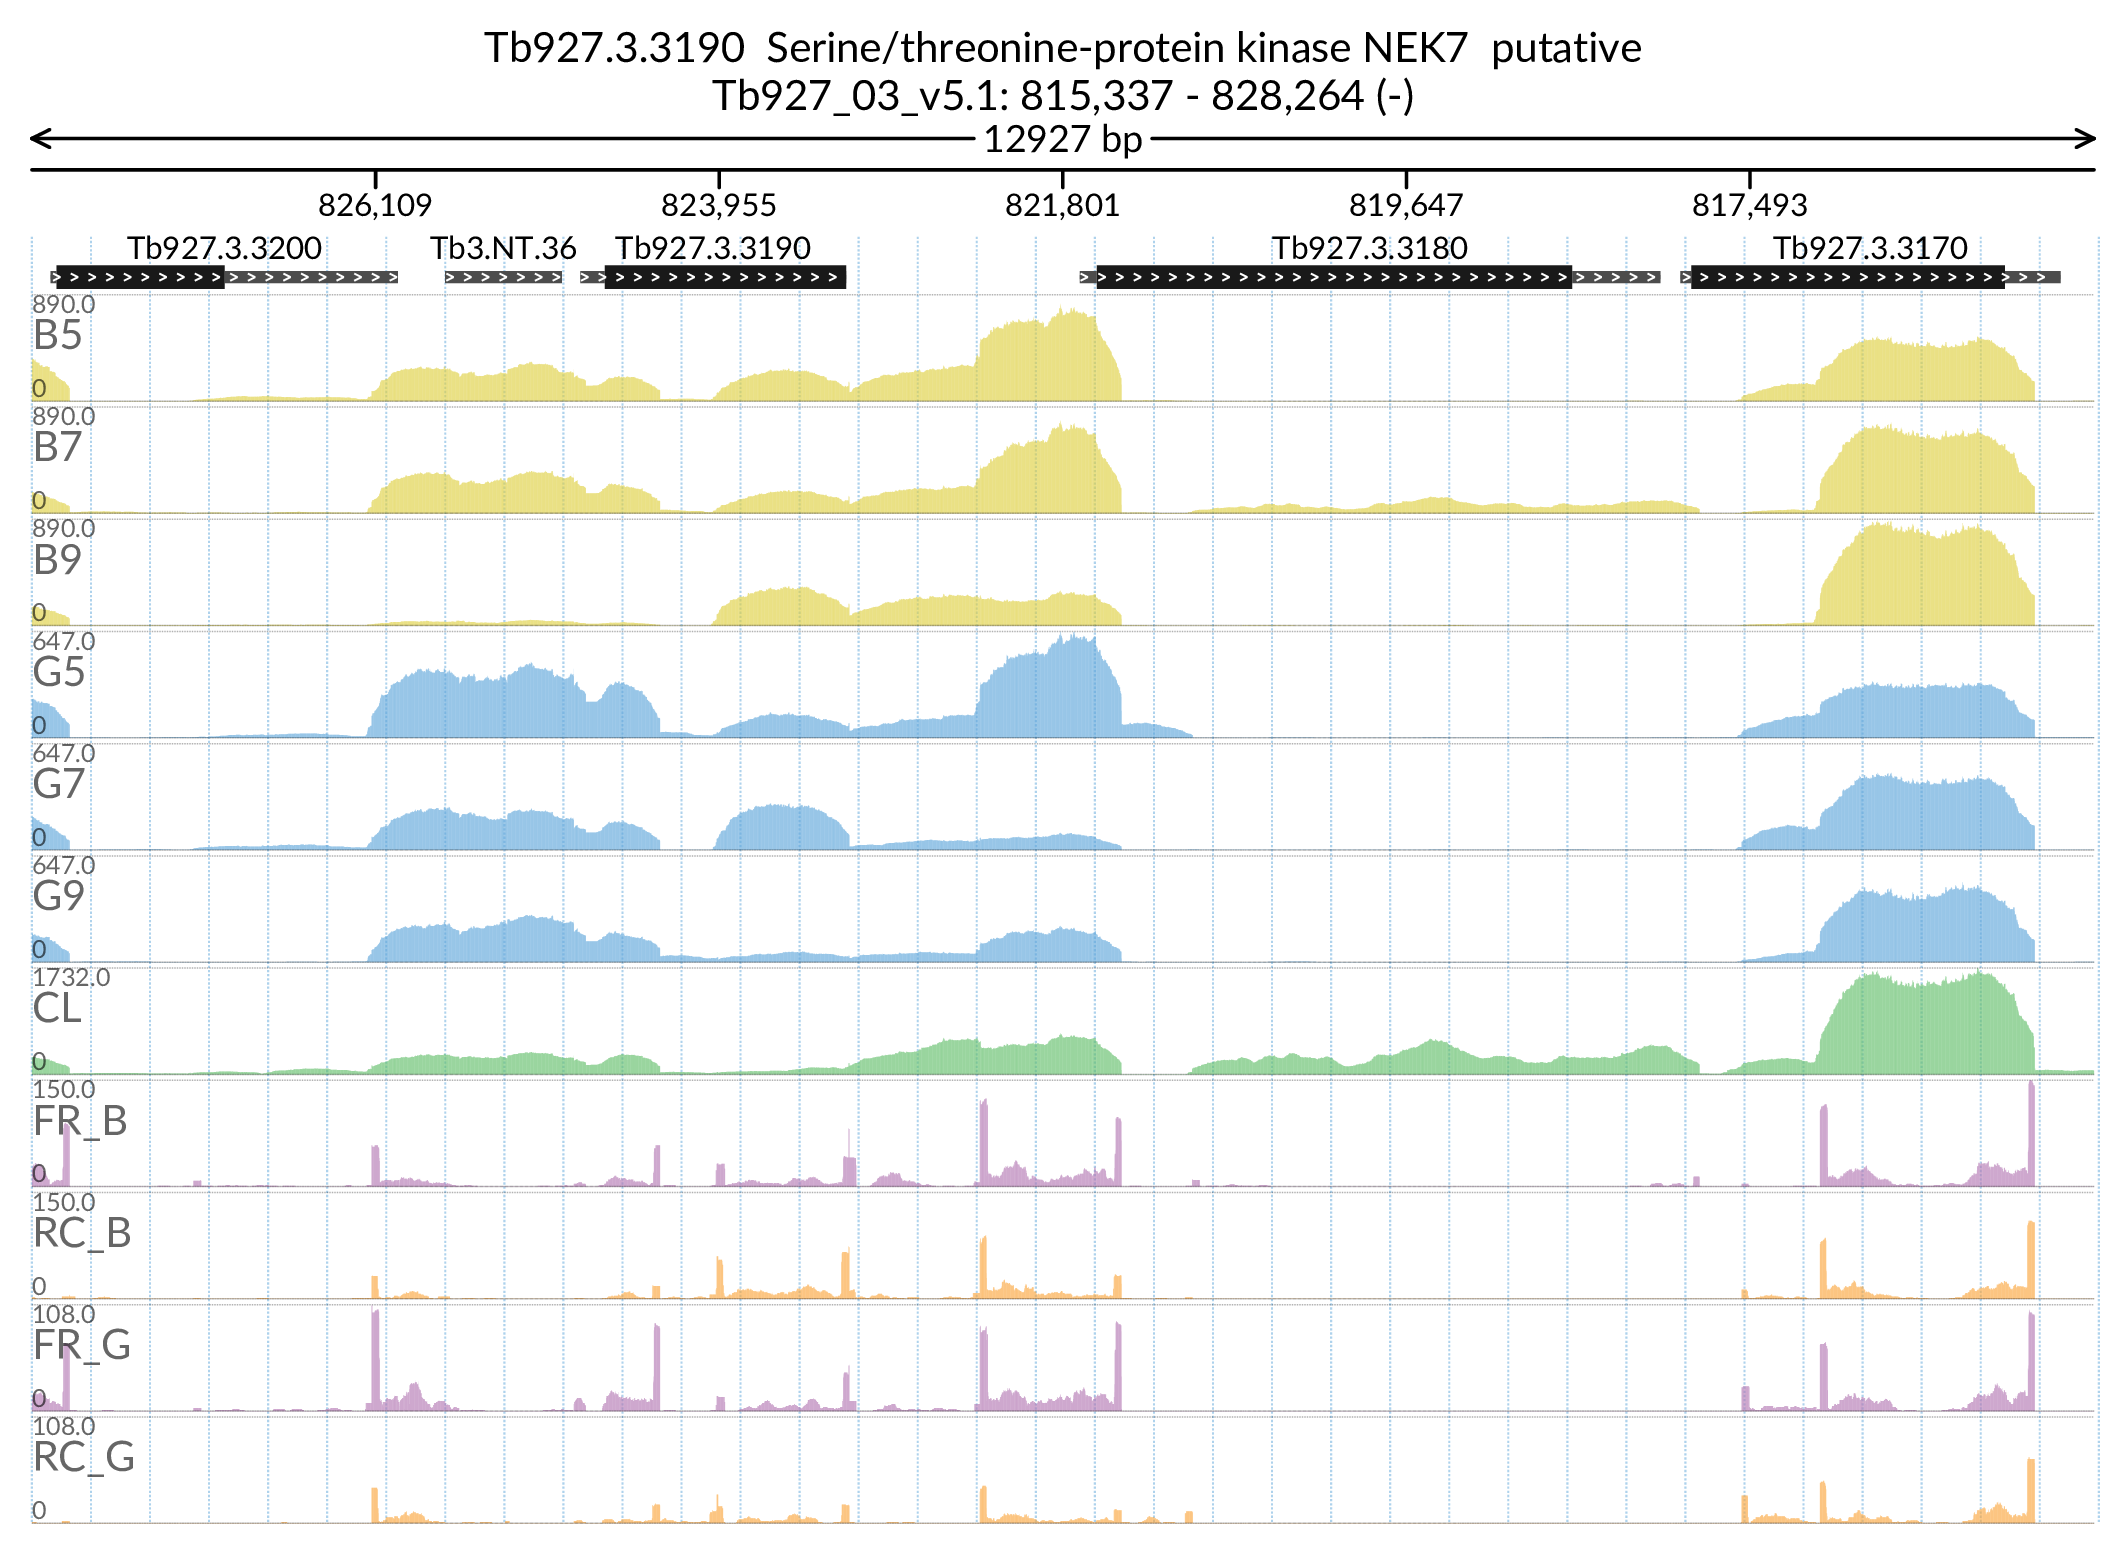 Tb927.3.3190 Serine/threonine-protein kinase NEK7 putative
Tb927_03_v5.1: 815,337 - 828,264 (-)
12927 bp
826,109 823,955 821,801 819,647 817,493
Tb927.3.3200 Tb3.NT.36 Tb927.3.3190 Tb927.3.3180 Tb927.3.3170
890.0
B5
0
890.0
B7
0
890.0
B9
0
647.0
G5
0
647.0
G7
0
647.0
G9
0
1732.0
CL
0
150.0
FR_B
0
150.0
RC_B
0
108.0
FR_G
0
108.0
RC_G
0